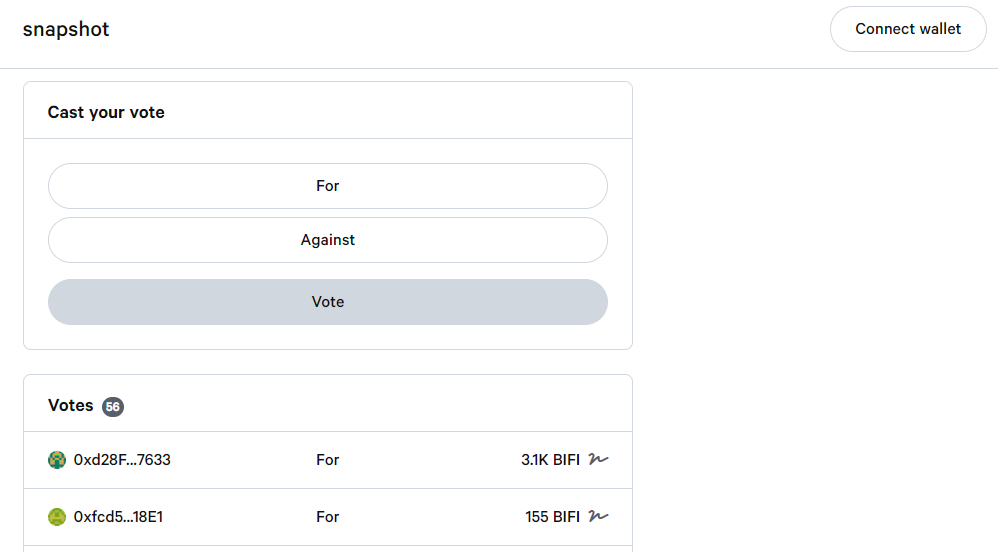 snapshot
Connect wallet
Cast your vote
For
Against
Vote
Votes 56
0xd28F...7633 For 3.1K BIFI
0xfcd5...18E1 For 155 BIFI